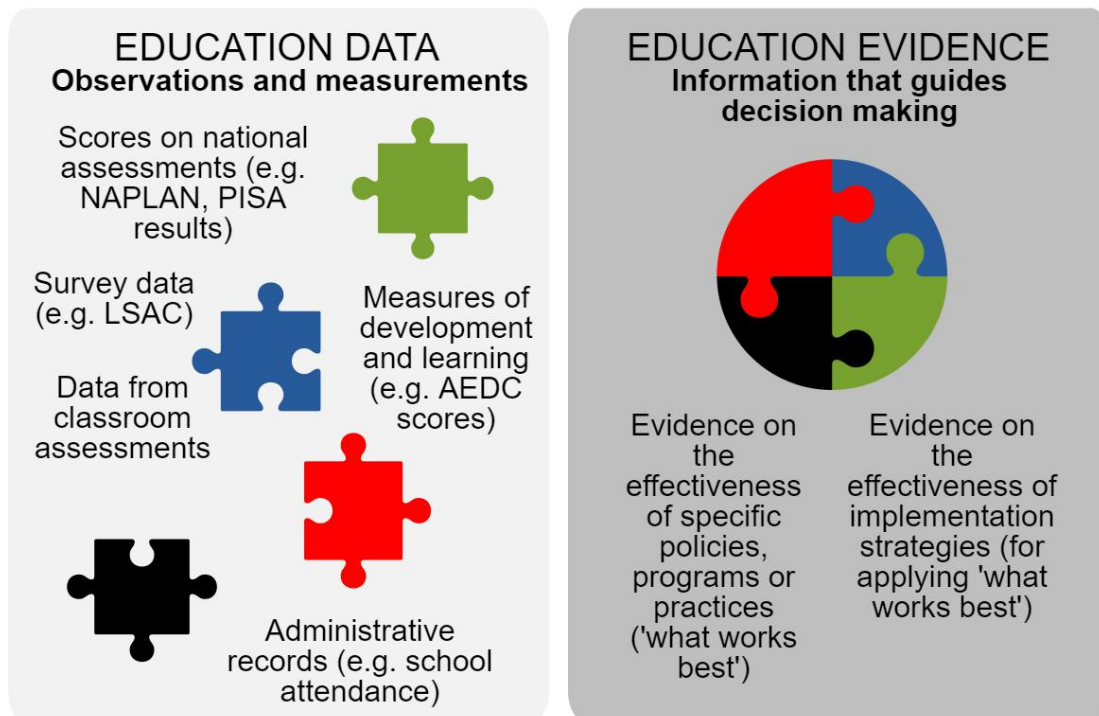 EDUCATION DATA
Observations and measurements
Scores on national
assessments (e.g.
NAPLAN, PISA
results)
Survey data
(e.g. LSAC)
Measures of
development
and learning
(e.g. AEDC
scores)
Data from
classroom
assessments
Administrative
records (e.g. school
attendance)
EDUCATION EVIDENCE
Information that guides
decision making
Evidence on
the
effectiveness
of specific
policies,
programs or
practices
('what works
best')
Evidence on
the
effectiveness of
implementation
strategies (for
applying 'what
works best')